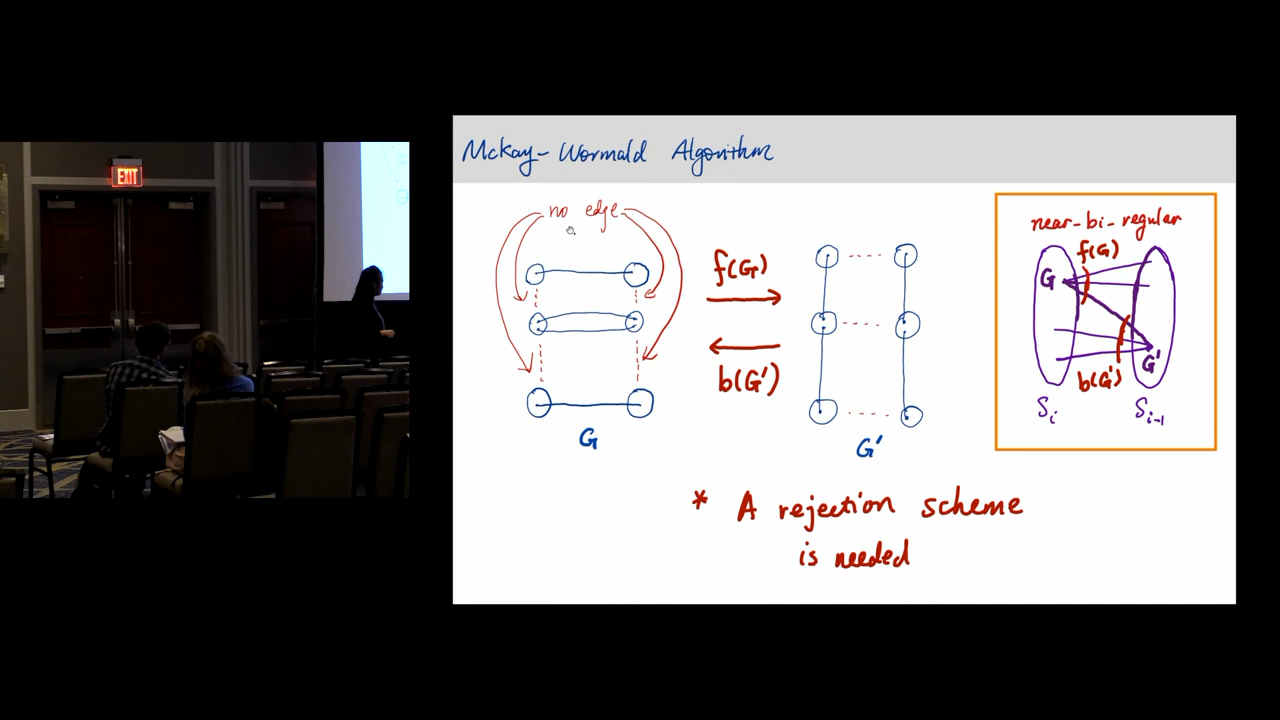 EXIT
Mckay-Wormald Algorithm
no edge
f(G)
b(G')
G
G'
near-bi-regular
f(G)
G
G'
b(G')
Si
Si-1
* A rejection scheme
is needed